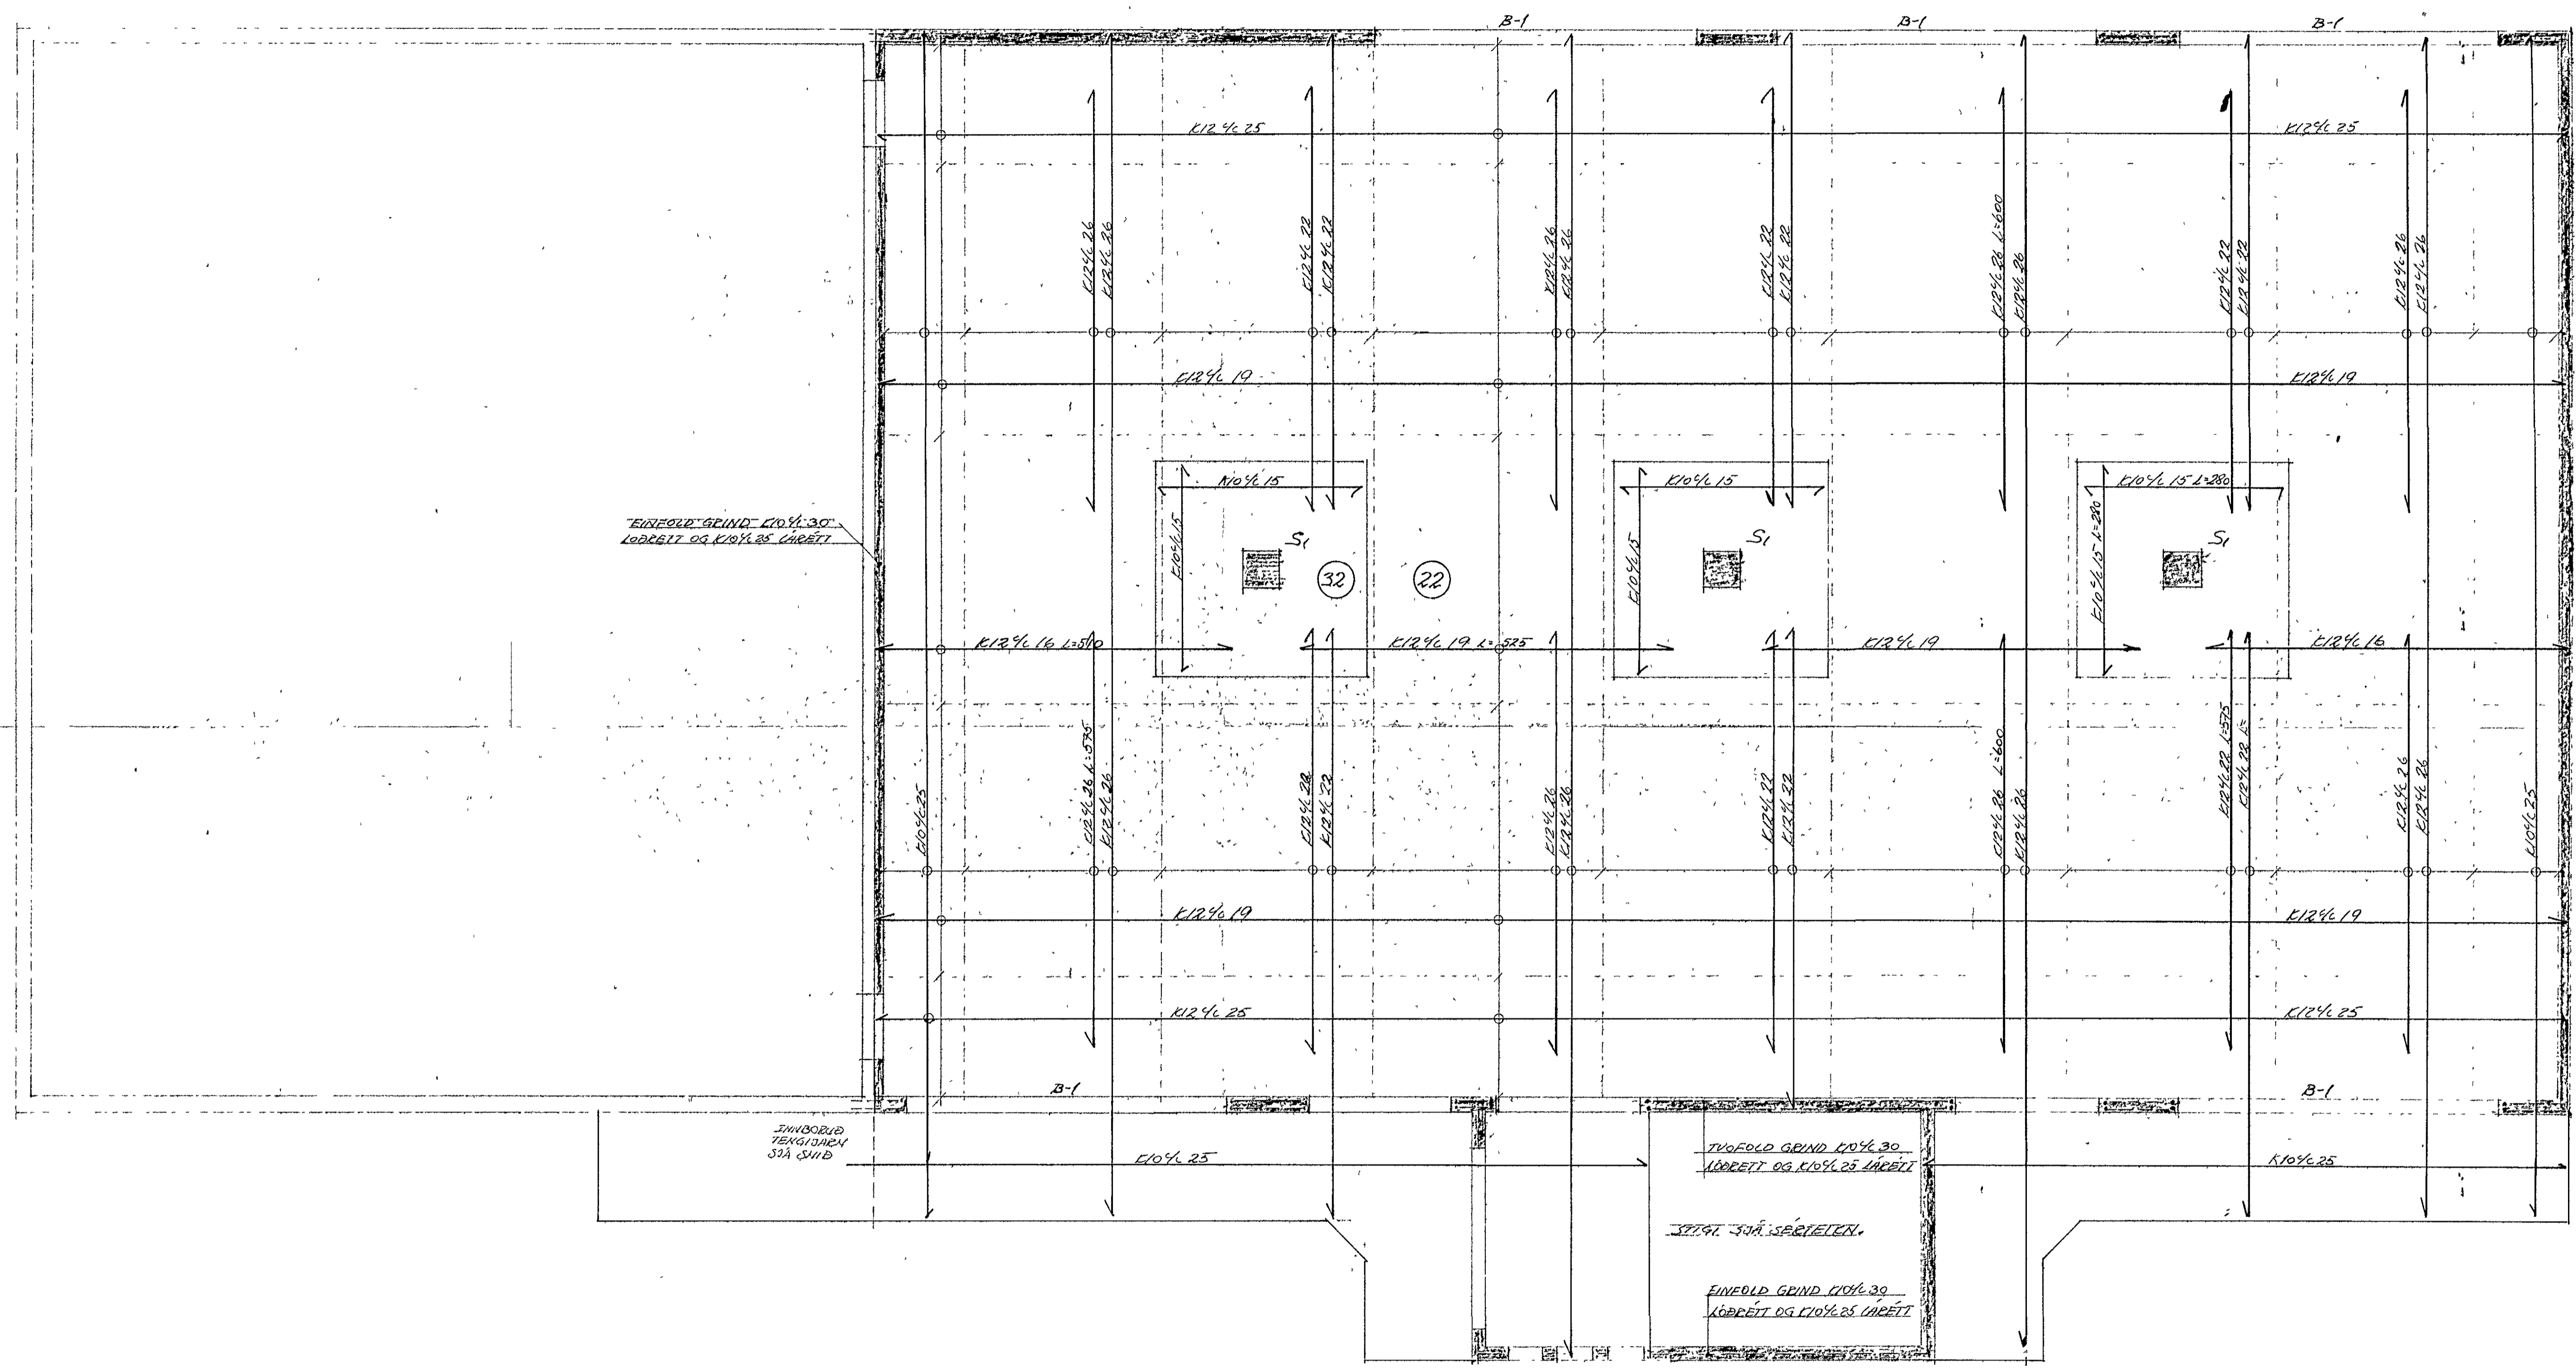 B-1
B-1
B-1
K12 c/c 25
K12 c/c 25
K12 c/c 26
K12 c/c 26
K12 c/c 22
K12 c/c 22
K12 c/c 26
K12 c/c 26
K12 c/c 22
K12 c/c 22
K12 c/c 26 L=600
K12 c/c 26
K12 c/c 22
K12 c/c 22
K12 c/c 26
K12 c/c 26
K12 c/c 19
K12 c/c 19
K10 c/c 15
K10 c/c 15
K10 c/c 15 L=280
K10 c/c 15
K10 c/c 15
K10 c/c 15 L=280
EINFOLD GRIND K10 c/c 30
LÓÐRÉTT OG K10 c/c 25 LÁRÉTT
S1
S1
S1
32
22
K12 c/c 16 L=510
K12 c/c 19 L=525
K12 c/c 19
K12 c/c 16
K10 c/c 25
K12 c/c 26 L=595
K12 c/c 26
K12 c/c 22
K12 c/c 22
K12 c/c 26
K12 c/c 26
K12 c/c 22
K12 c/c 22
K12 c/c 26 L=600
K12 c/c 26
K12 c/c 22 L=575
K12 c/c 22 L=
K12 c/c 26
K12 c/c 26
K10 c/c 25
K12 c/c 19
K12 c/c 19
K12 c/c 25
K12 c/c 25
B-1
B-1
INNBORUÐ
TENGIJÁRN
SJÁ SNIÐ
K10 c/c 25
TVÖFOLD GRIND K10 c/c 30
LÓÐRÉTT OG K10 c/c 25 LÁRÉTT
K10 c/c 25
STIGI SJÁ SÉRTEIKN.
EINFOLD GRIND K10 c/c 30
LÓÐRÉTT OG K10 c/c 25 LÁRÉTT